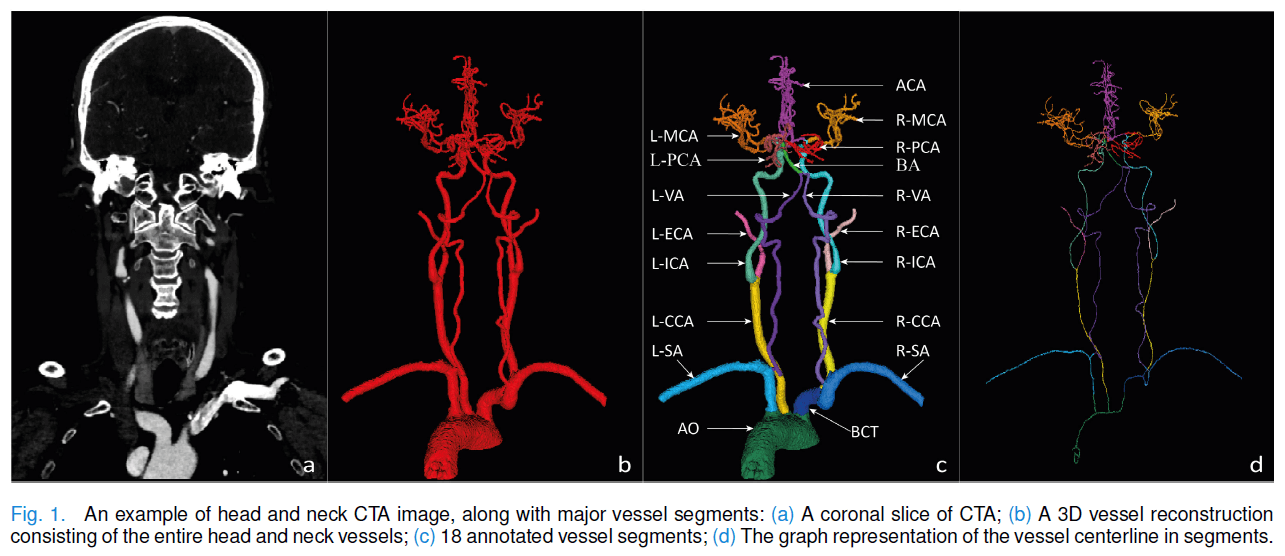 ACA
L-MCA
R-MCA
L-PCA
R-PCA
BA
L-VA
R-VA
L-ECA
R-ECA
L-ICA
R-ICA
L-CCA
R-CCA
L-SA
R-SA
AO
BCT
a
b
c
d
Fig. 1. An example of head and neck CTA image, along with major vessel segments: (a) A coronal slice of CTA; (b) A 3D vessel reconstruction
consisting of the entire head and neck vessels; (c) 18 annotated vessel segments; (d) The graph representation of the vessel centerline in segments.